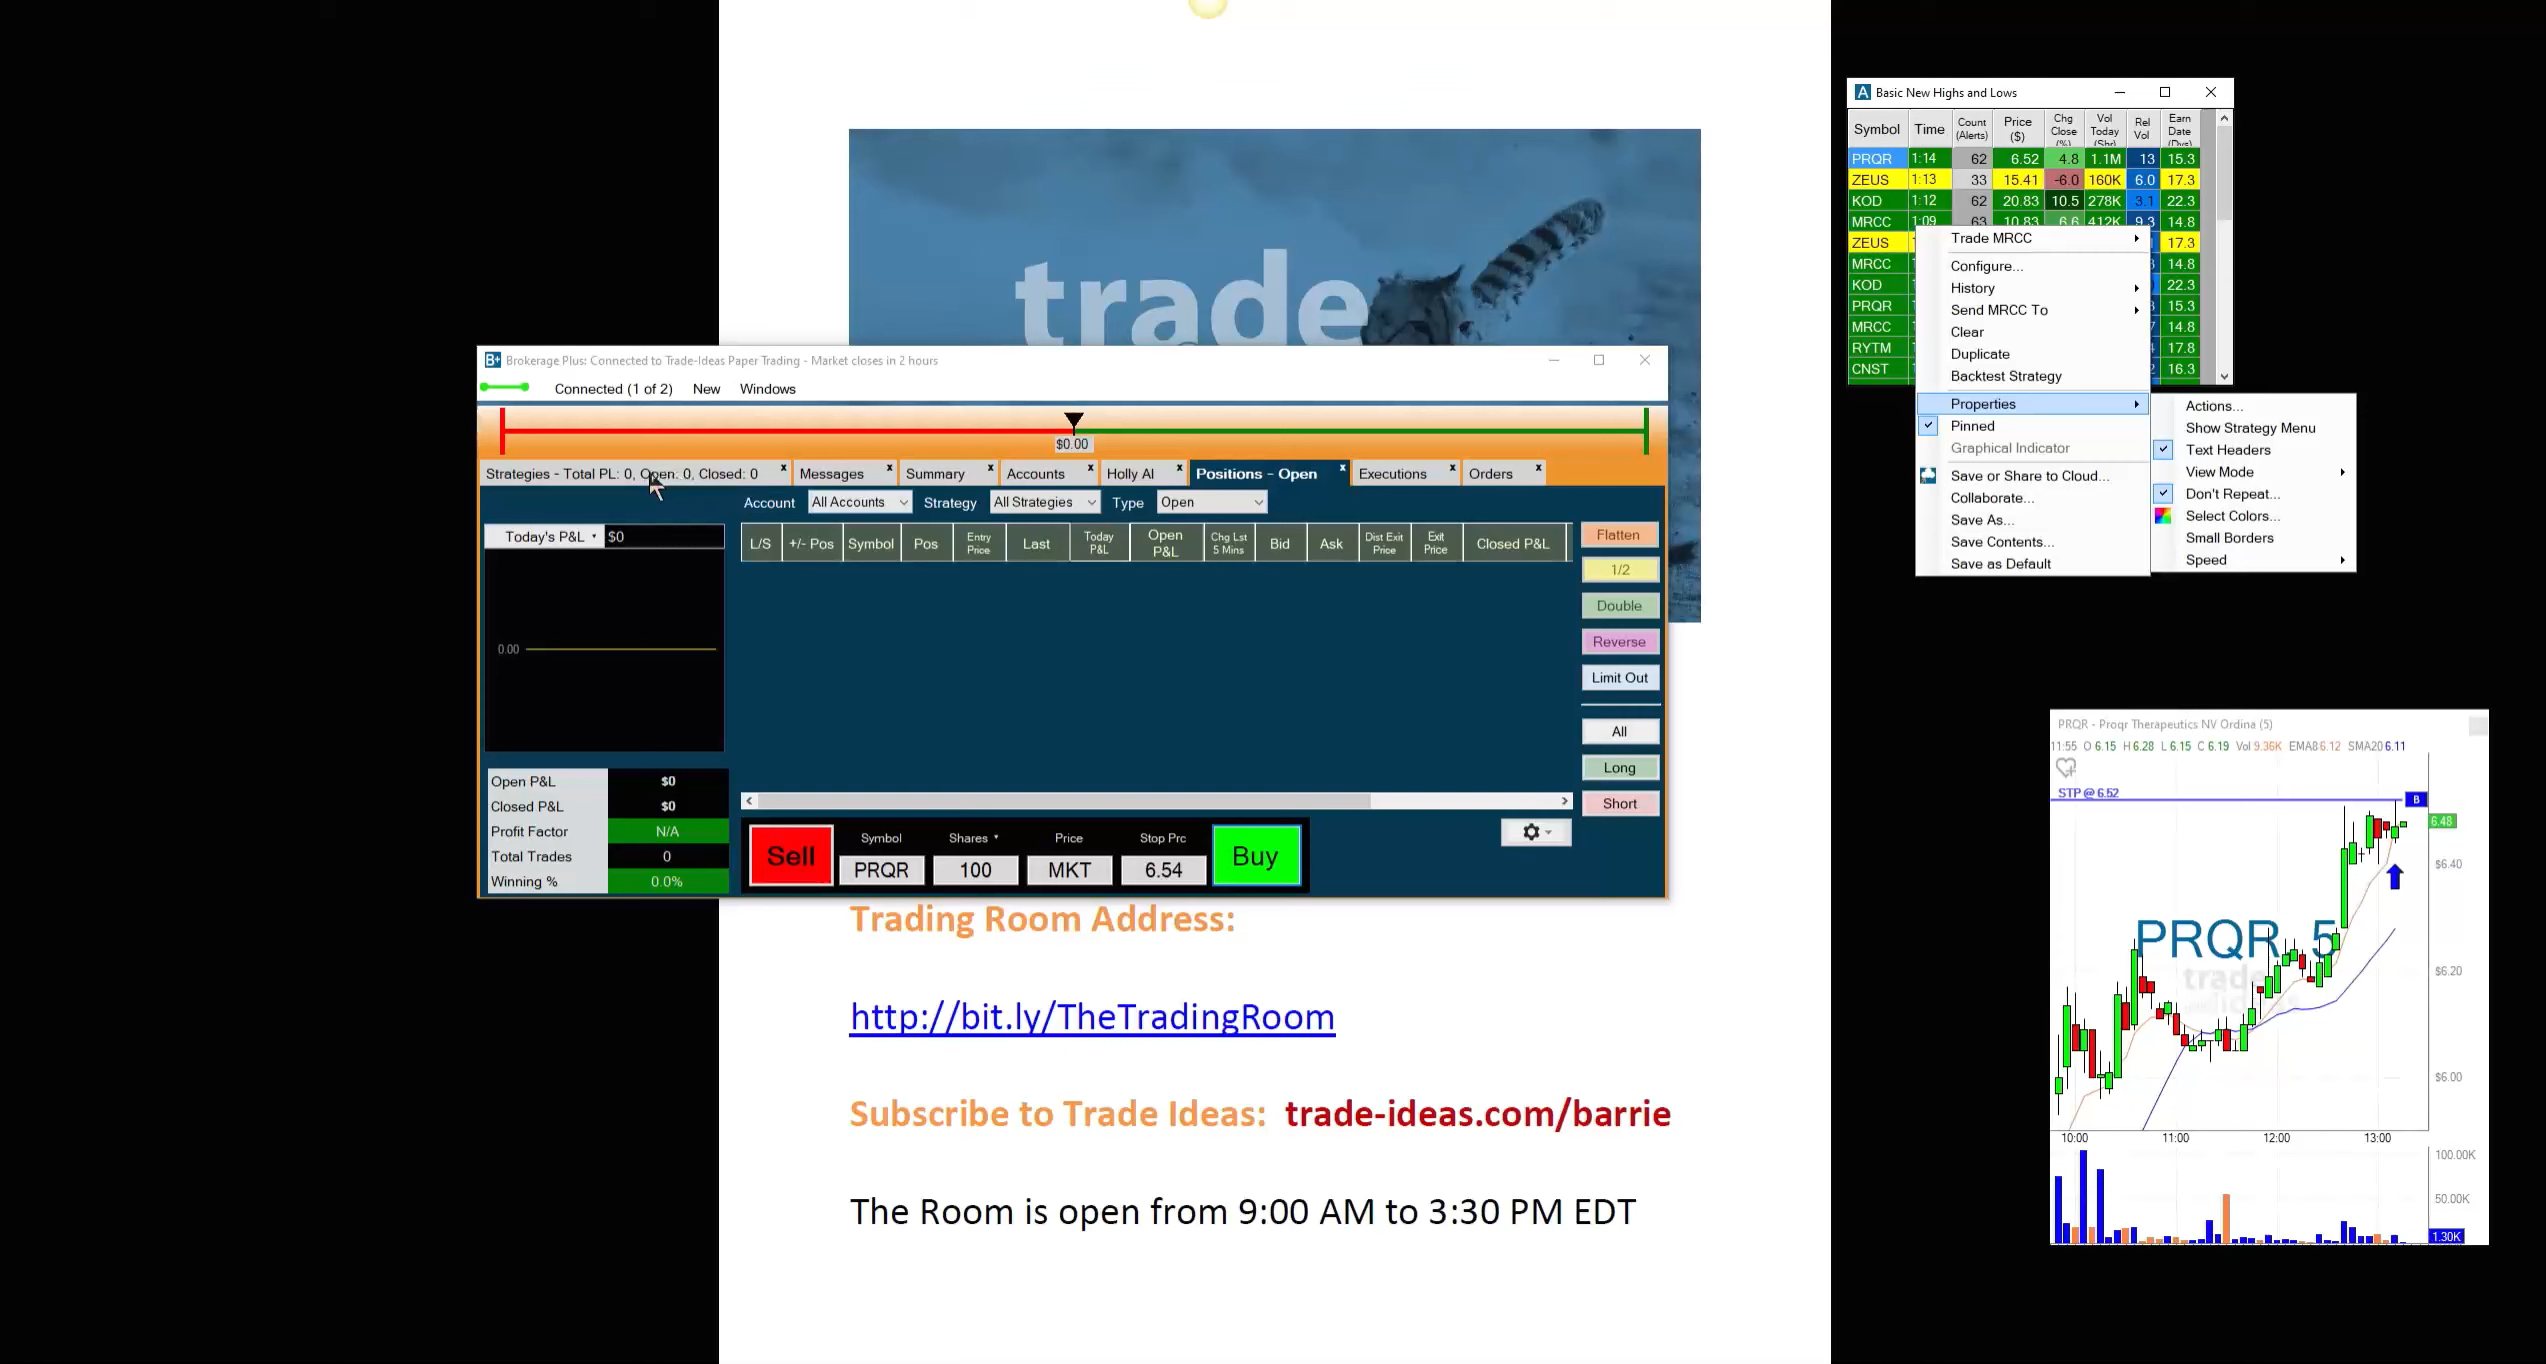 trade
B+ Brokerage Plus: Connected to Trade-Ideas Paper Trading - Market closes in 2 hours
Connected (1 of 2) New Windows
$0.00
Strategies - Total PL: 0, Open: 0, Closed: 0 x Messages x Summary x Accounts x Holly AI x Positions - Open x Executions x Orders x
Account All Accounts Strategy All Strategies Type Open
Today's P&L $0
L/S +/- Pos Symbol Pos Entry Price Last Today P&L Open P&L Chg Lst 5 Mins Bid Ask Dist Exit Price Exit Price Closed P&L
0.00
Flatten
1/2
Double
Reverse
Limit Out
All
Long
Short
Open P&L $0
Closed P&L $0
Profit Factor N/A
Total Trades 0
Winning % 0.0%
Sell
Symbol Shares Price Stop Prc
PRQR 100 MKT 6.54
Buy
Trading Room Address:
http://bit.ly/TheTradingRoom
Subscribe to Trade Ideas: trade-ideas.com/barrie
The Room is open from 9:00 AM to 3:30 PM EDT
A Basic New Highs and Lows
Symbol Time Count (Alerts) Price ($) Chg Close (%) Vol Today (Shr) Rel Vol Earn Date (Dys)
PRQR 1:14 62 6.52 4.8 1.1M 13 15.3
ZEUS 1:13 33 15.41 -6.0 160K 6.0 17.3
KOD 1:12 62 20.83 10.5 278K 3.1 22.3
MRCC 1:09 63 10.83 6.6 412K 9.3 14.8
ZEUS 17.3
MRCC 14.8
KOD 22.3
PRQR 15.3
MRCC 14.8
RYTM 17.8
CNST 16.3
Trade MRCC
Configure...
History
Send MRCC To
Clear
Duplicate
Backtest Strategy
Properties
Pinned
Graphical Indicator
Save or Share to Cloud...
Collaborate...
Save As...
Save Contents...
Save as Default
Actions...
Show Strategy Menu
Text Headers
View Mode
Don't Repeat...
Select Colors...
Small Borders
Speed
PRQR - Proqr Therapeutics NV Ordina (5)
11:55 O 6.15 H 6.28 L 6.15 C 6.19 Vol 9.36K EMA8 6.12 SMA20 6.11
STP @ 6.52
B
6.48
$6.40
PRQR, 5
trade
ideas
$6.20
$6.00
10:00 11:00 12:00 13:00
100.00K
50.00K
1.30K